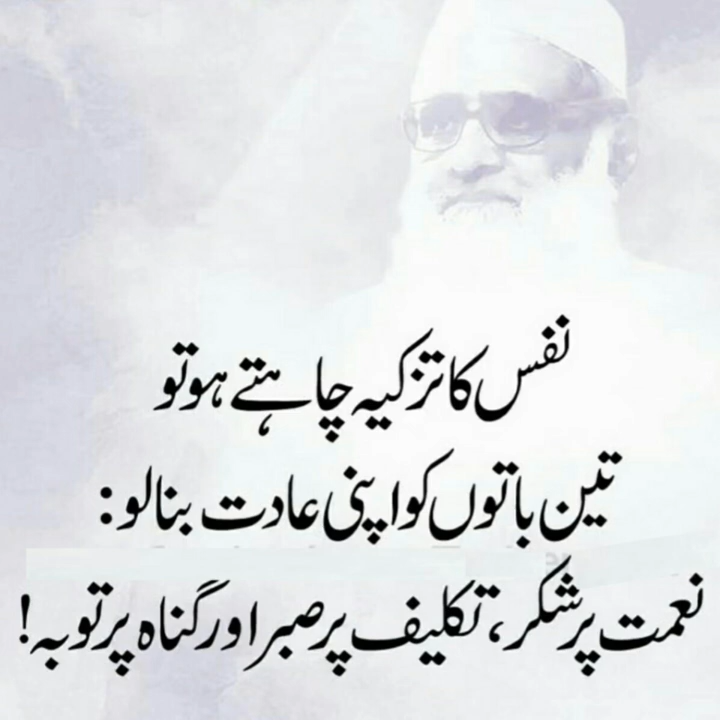 نفس کا تزکیہ چاہتے ہو تو
تین باتوں کو اپنی عادت بنا لو:
نعمت پر شکر، تکلیف پر صبر اور گناہ پر توبہ!